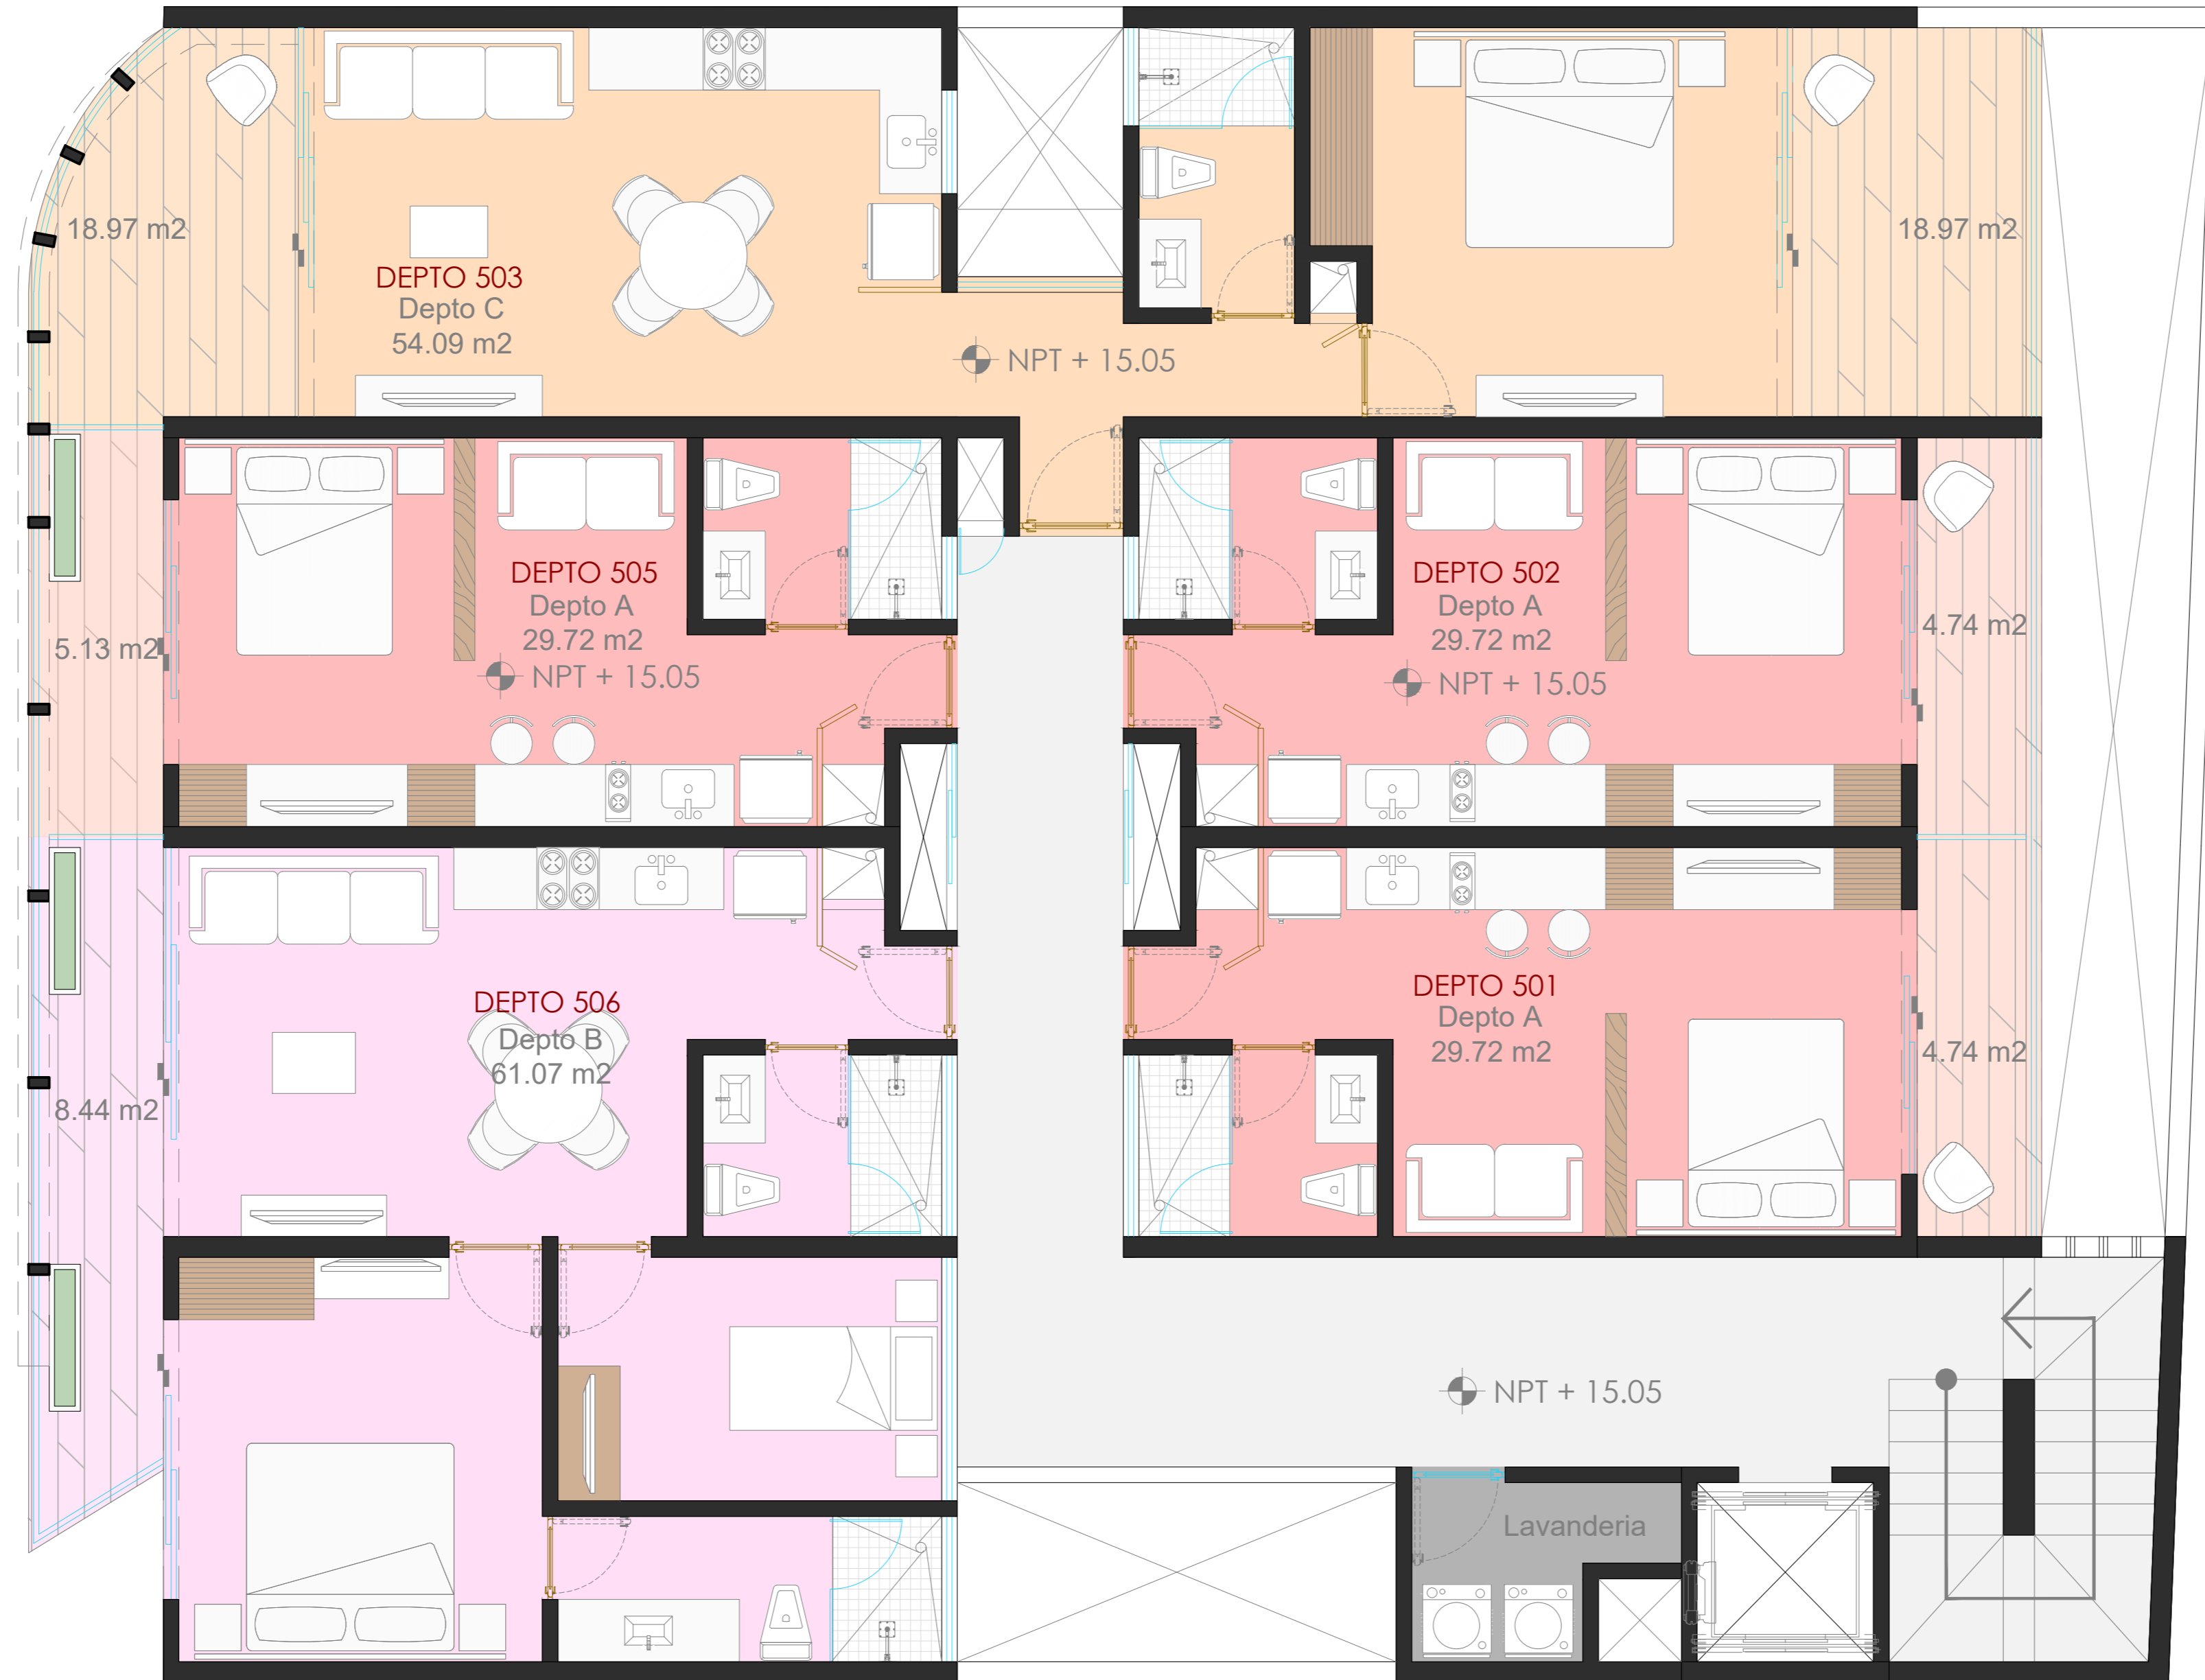 18.97 m2
DEPTO 503
Depto C
54.09 m2
NPT + 15.05
18.97 m2
DEPTO 505
Depto A
29.72 m2
NPT + 15.05
5.13 m2
DEPTO 502
Depto A
29.72 m2
NPT + 15.05
4.74 m2
DEPTO 506
Depto B
61.07 m2
8.44 m2
DEPTO 501
Depto A
29.72 m2
4.74 m2
NPT + 15.05
Lavanderia